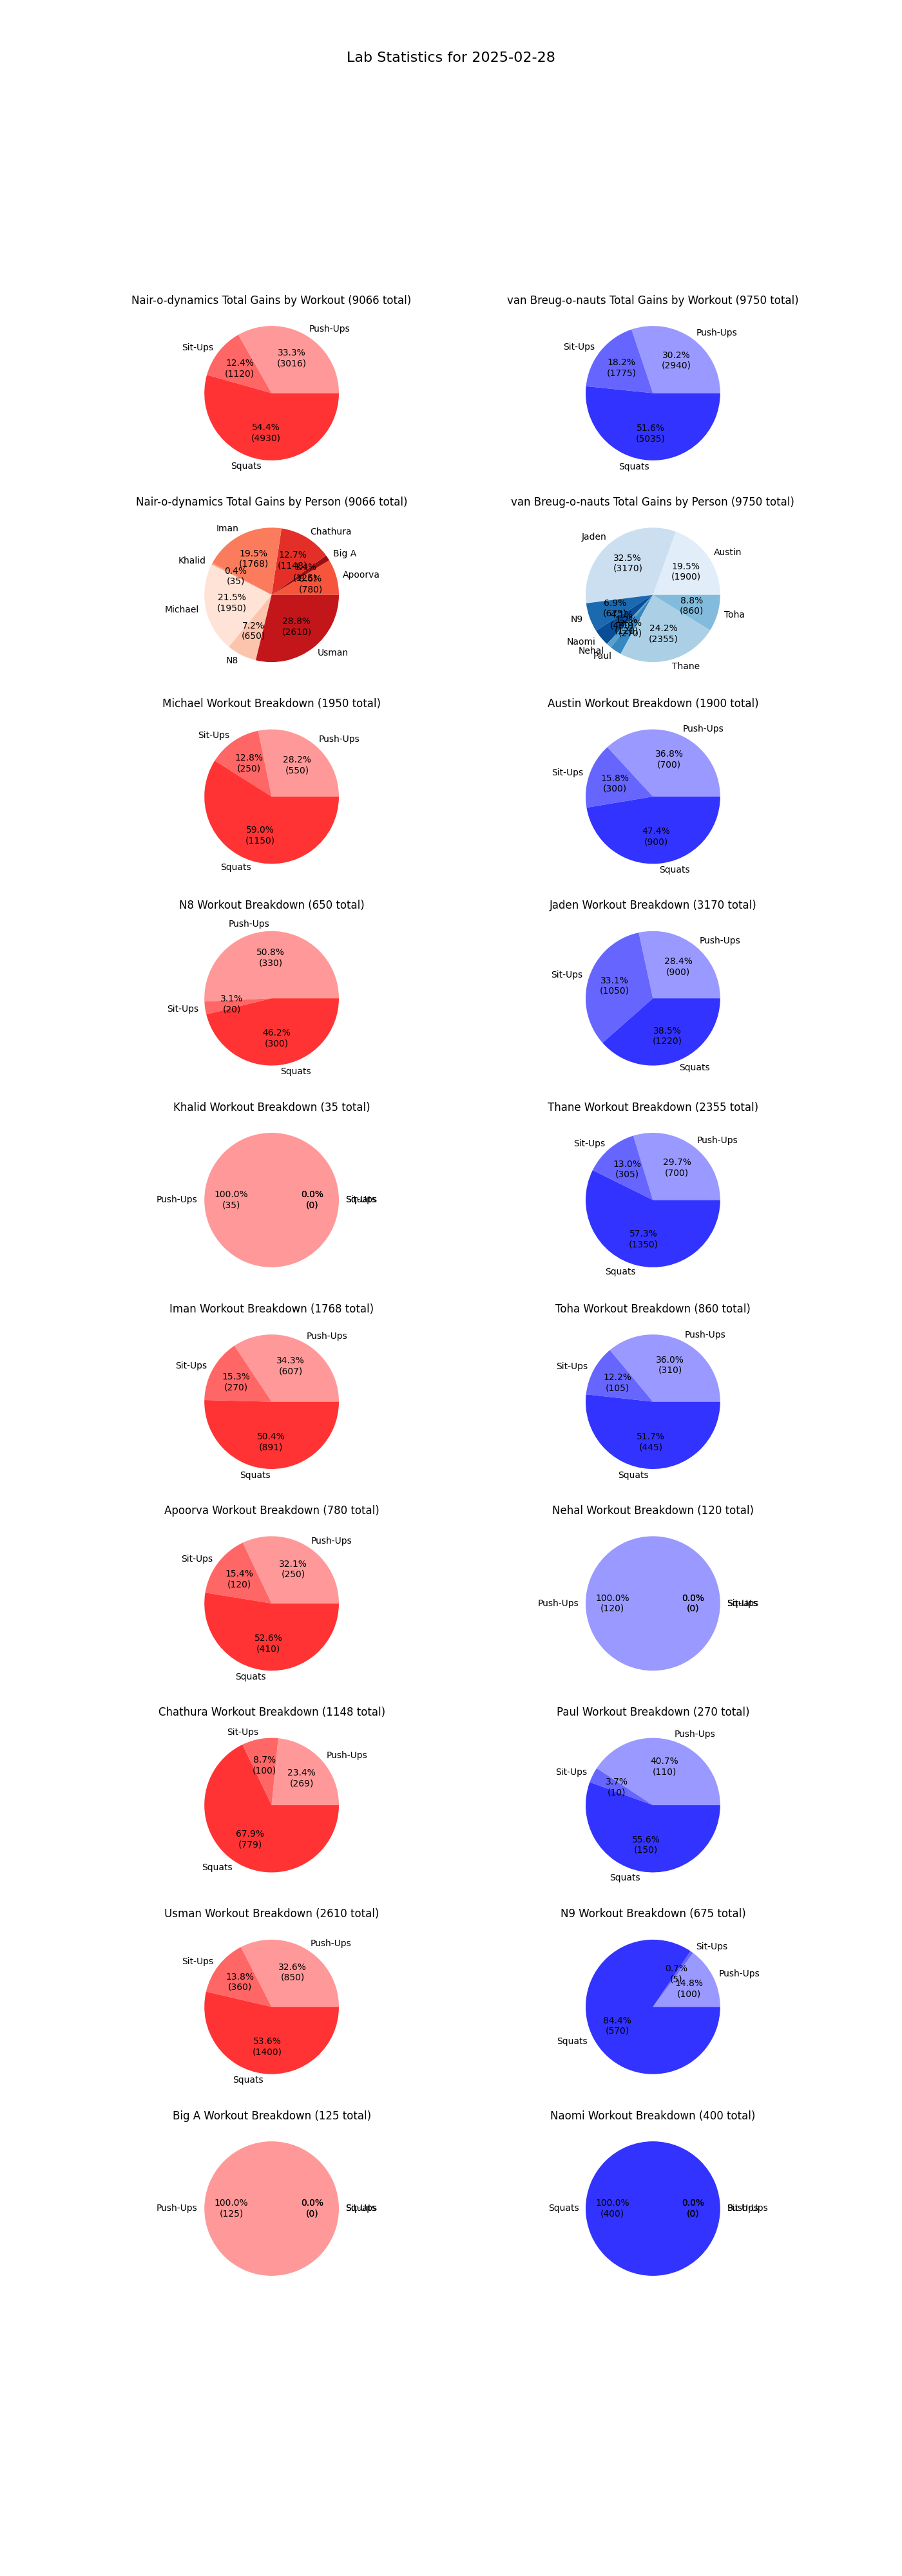 Lab Statistics for 2025-02-28
Nair-o-dynamics Total Gains by Workout (9066 total)
Push-Ups
33.3%
(3016)
Sit-Ups
12.4%
(1120)
54.4%
(4930)
Squats
van Breug-o-nauts Total Gains by Workout (9750 total)
Push-Ups
30.2%
(2940)
Sit-Ups
18.2%
(1775)
51.6%
(5035)
Squats
Nair-o-dynamics Total Gains by Person (9066 total)
Iman
Chathura
19.5%
(1768)
12.7%
(1148)
Big A
Khalid
0.4%
(35)
Apoorva
(780)
21.5%
(1950)
Michael
7.2%
(650)
28.8%
(2610)
N8
Usman
van Breug-o-nauts Total Gains by Person (9750 total)
Jaden
Austin
32.5%
(3170)
19.5%
(1900)
8.8%
(860)
Toha
6.9%
N9
(270)
24.2%
(2355)
Naomi
Nehal
Paul
Thane
Michael Workout Breakdown (1950 total)
Sit-Ups
Push-Ups
12.8%
(250)
28.2%
(550)
59.0%
(1150)
Squats
Austin Workout Breakdown (1900 total)
Push-Ups
36.8%
(700)
Sit-Ups
15.8%
(300)
47.4%
(900)
Squats
N8 Workout Breakdown (650 total)
Push-Ups
50.8%
(330)
Sit-Ups
3.1%
(20)
46.2%
(300)
Squats
Jaden Workout Breakdown (3170 total)
Push-Ups
28.4%
(900)
Sit-Ups
33.1%
(1050)
38.5%
(1220)
Squats
Khalid Workout Breakdown (35 total)
Push-Ups
100.0%
(35)
0.0%
(0)
Thane Workout Breakdown (2355 total)
Sit-Ups
Push-Ups
13.0%
(305)
29.7%
(700)
57.3%
(1350)
Squats
Iman Workout Breakdown (1768 total)
Push-Ups
34.3%
(607)
Sit-Ups
15.3%
(270)
50.4%
(891)
Squats
Toha Workout Breakdown (860 total)
Push-Ups
36.0%
(310)
Sit-Ups
12.2%
(105)
51.7%
(445)
Squats
Apoorva Workout Breakdown (780 total)
Push-Ups
32.1%
(250)
Sit-Ups
15.4%
(120)
52.6%
(410)
Squats
Nehal Workout Breakdown (120 total)
Push-Ups
100.0%
(120)
0.0%
(0)
Chathura Workout Breakdown (1148 total)
Sit-Ups
Push-Ups
8.7%
(100)
23.4%
(269)
67.9%
(779)
Squats
Paul Workout Breakdown (270 total)
Push-Ups
40.7%
(110)
Sit-Ups
3.7%
(10)
55.6%
(150)
Squats
Usman Workout Breakdown (2610 total)
Push-Ups
32.6%
(850)
Sit-Ups
13.8%
(360)
53.6%
(1400)
Squats
N9 Workout Breakdown (675 total)
Sit-Ups
0.7%
(5)
Push-Ups
14.8%
(100)
84.4%
(570)
Squats
Big A Workout Breakdown (125 total)
Push-Ups
100.0%
(125)
0.0%
(0)
Naomi Workout Breakdown (400 total)
Squats
100.0%
(400)
0.0%
(0)